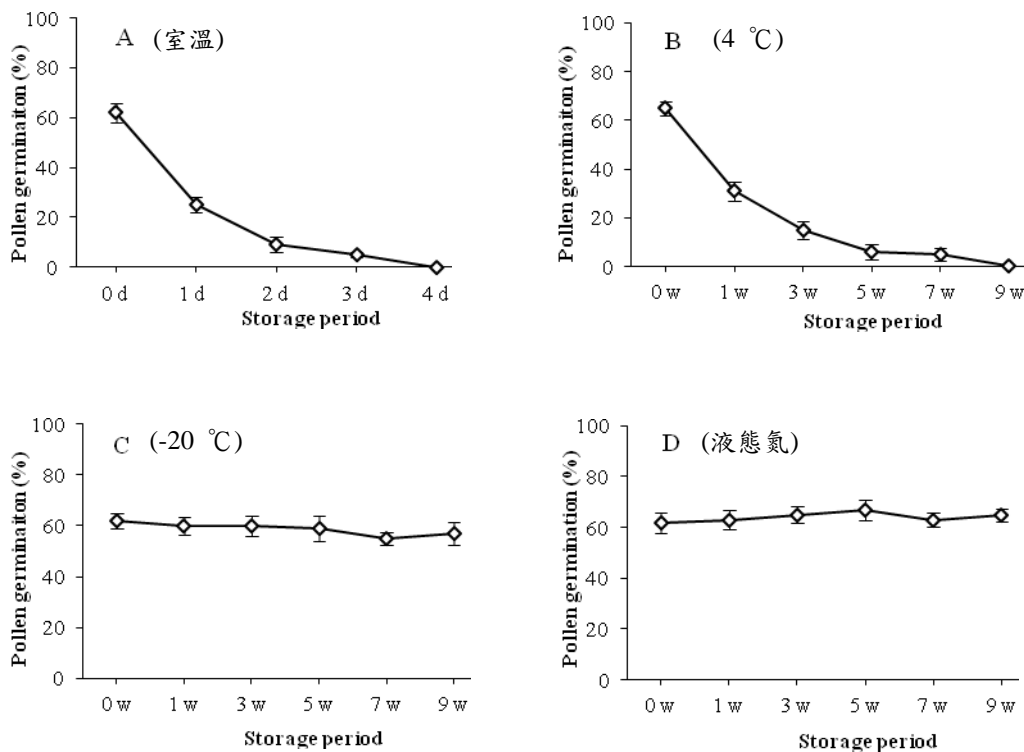 A (室溫)
Pollen germinaiton (%)
100
80
60
40
20
0
0 d 1 d 2 d 3 d 4 d
Storage period
B (4 ℃)
Pollen germinaiton (%)
100
80
60
40
20
0
0 w 1 w 3 w 5 w 7 w 9 w
Storage period
C (-20 ℃)
Pollen germinaiton (%)
100
80
60
40
20
0
0 w 1 w 3 w 5 w 7 w 9 w
Storage period
D (液態氮)
Pollen germination (%)
100
80
60
40
20
0
0 w 1 w 3 w 5 w 7 w 9 w
Storage period